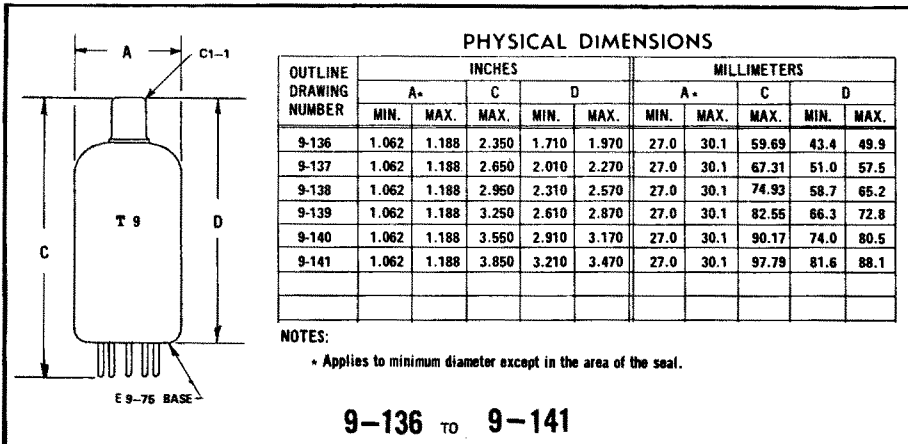 PHYSICAL DIMENSIONS
A
C1-1
C
D
T 9
E 9-75 BASE
OUTLINE DRAWING NUMBER INCHES MILLIMETERS
A* C D A* C D
MIN. MAX. MAX. MIN. MAX. MIN. MAX. MAX. MIN. MAX.
9-136 1.062 1.188 2.350 1.710 1.970 27.0 30.1 59.69 43.4 49.9
9-137 1.062 1.188 2.650 2.010 2.270 27.0 30.1 67.31 51.0 57.5
9-138 1.062 1.188 2.950 2.310 2.570 27.0 30.1 74.93 58.7 65.2
9-139 1.062 1.188 3.250 2.610 2.870 27.0 30.1 82.55 66.3 72.8
9-140 1.062 1.188 3.550 2.910 3.170 27.0 30.1 90.17 74.0 80.5
9-141 1.062 1.188 3.850 3.210 3.470 27.0 30.1 97.79 81.6 88.1
NOTES:
* Applies to minimum diameter except in the area of the seal.
9-136 TO 9-141